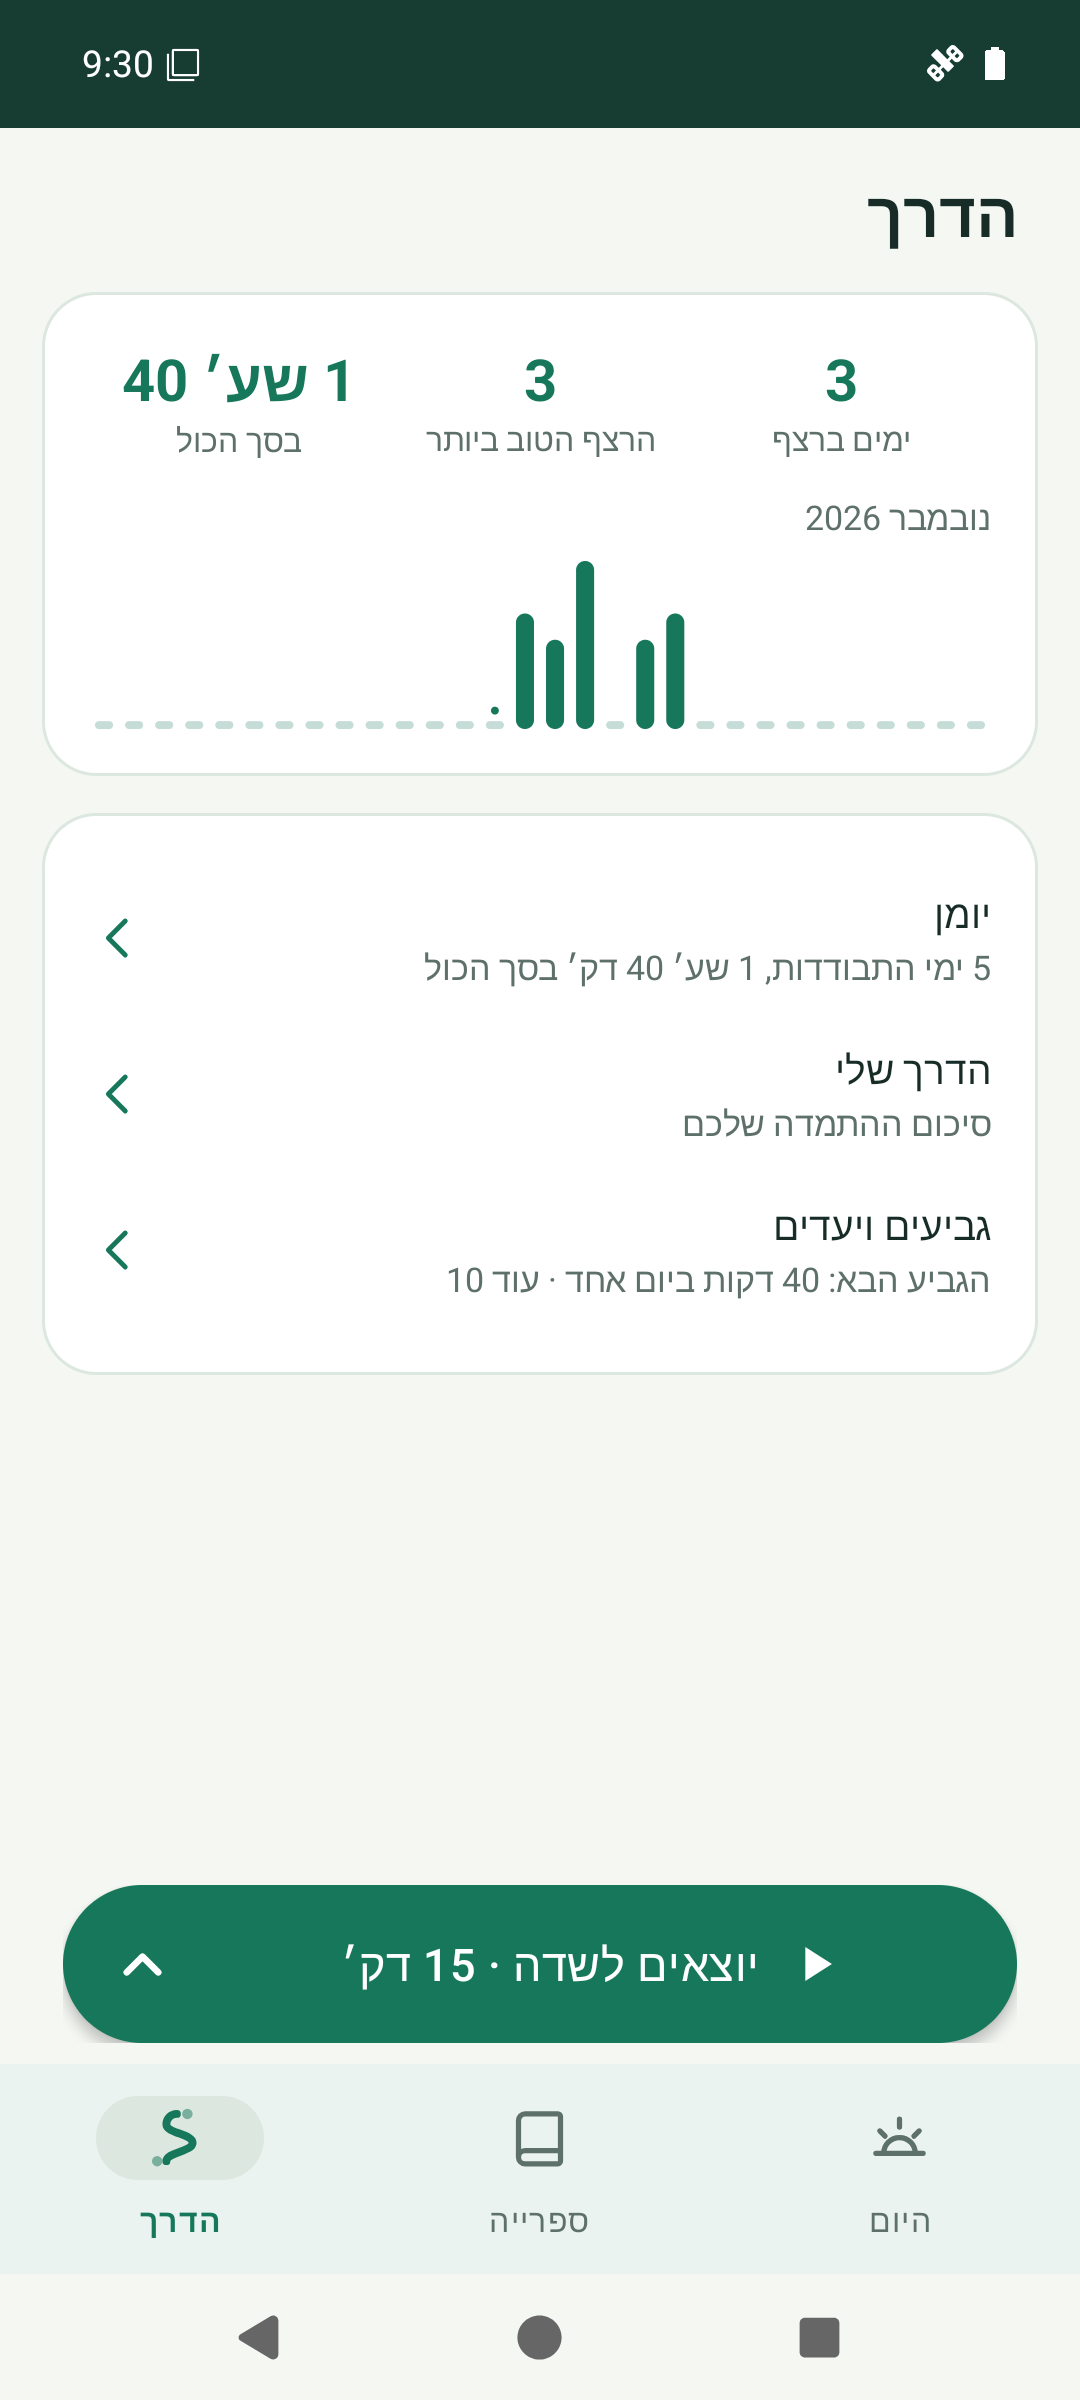 9:30
הדרך
3
ימים ברצף
3
הרצף הטוב ביותר
1 שע׳ 40
בסך הכול
נובמבר 2026
יומן
5 ימי התבודדות, 1 שע׳ 40 דק׳ בסך הכול
הדרך שלי
סיכום ההתמדה שלכם
גביעים ויעדים
הגביע הבא: 40 דקות ביום אחד · עוד 10
יוצאים לשדה · 15 דק׳
היום
ספרייה
הדרך